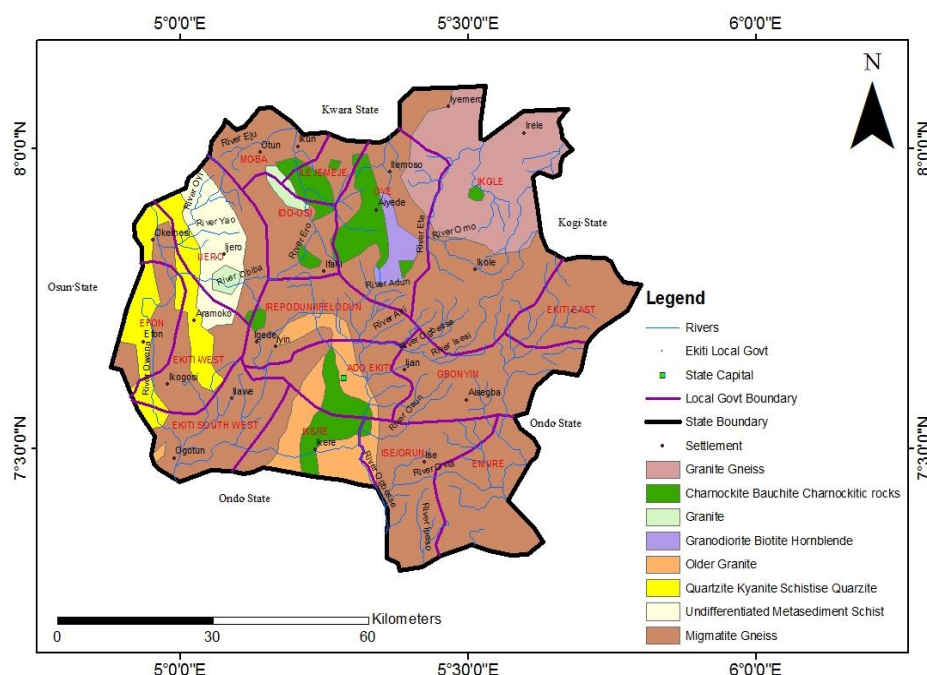 5°0'0"E
5°30'0"E
6°0'0"E
8°0'0"N
8°0'0"N
7°30'0"N
7°30'0"N
N
Kwara State
Iyemero
Irele
River Eju
Otun
Ikun
MOBA
ILEJEMEJE
Ilemoso
OYE
IKOLE
River Oyi
Aiyede
IDO-OSI
Kogi State
River Yao
Okemesi
Ijero
IJERO
River Ero
River Eta
River Omo
Ifaki
Ikole
River Obiba
River Adun
Osun State
Aramoko
IREPODUN/IFELODUN
EKITI EAST
EFON
Efon
Igede
Iyin
River Ogbesse
River Isesi
EKITI WEST
ADO EKITI
Ijan
GBONYIN
Ikogosi
Ilawe
Aisegba
River Owena
River Osun
EKITI SOUTH WEST
IKERE
Ikere
Ondo State
Ogotun
ISE/ORUN
Ise
EMURE
River Ovia
Ondo State
River Ogbesse
Legend
Rivers
Ekiti Local Govt
State Capital
Local Govt Boundary
State Boundary
Settlement
Granite Gneiss
Charnockite Bauchite Charnockitic rocks
Granite
Granodiorite Biotite Hornblende
Older Granite
Quartzite Kyanite Schistise Quarzite
Undifferentiated Metasediment Schist
Migmatite Gneiss
Kilometers
0 30 60
5°0'0"E
5°30'0"E
6°0'0"E